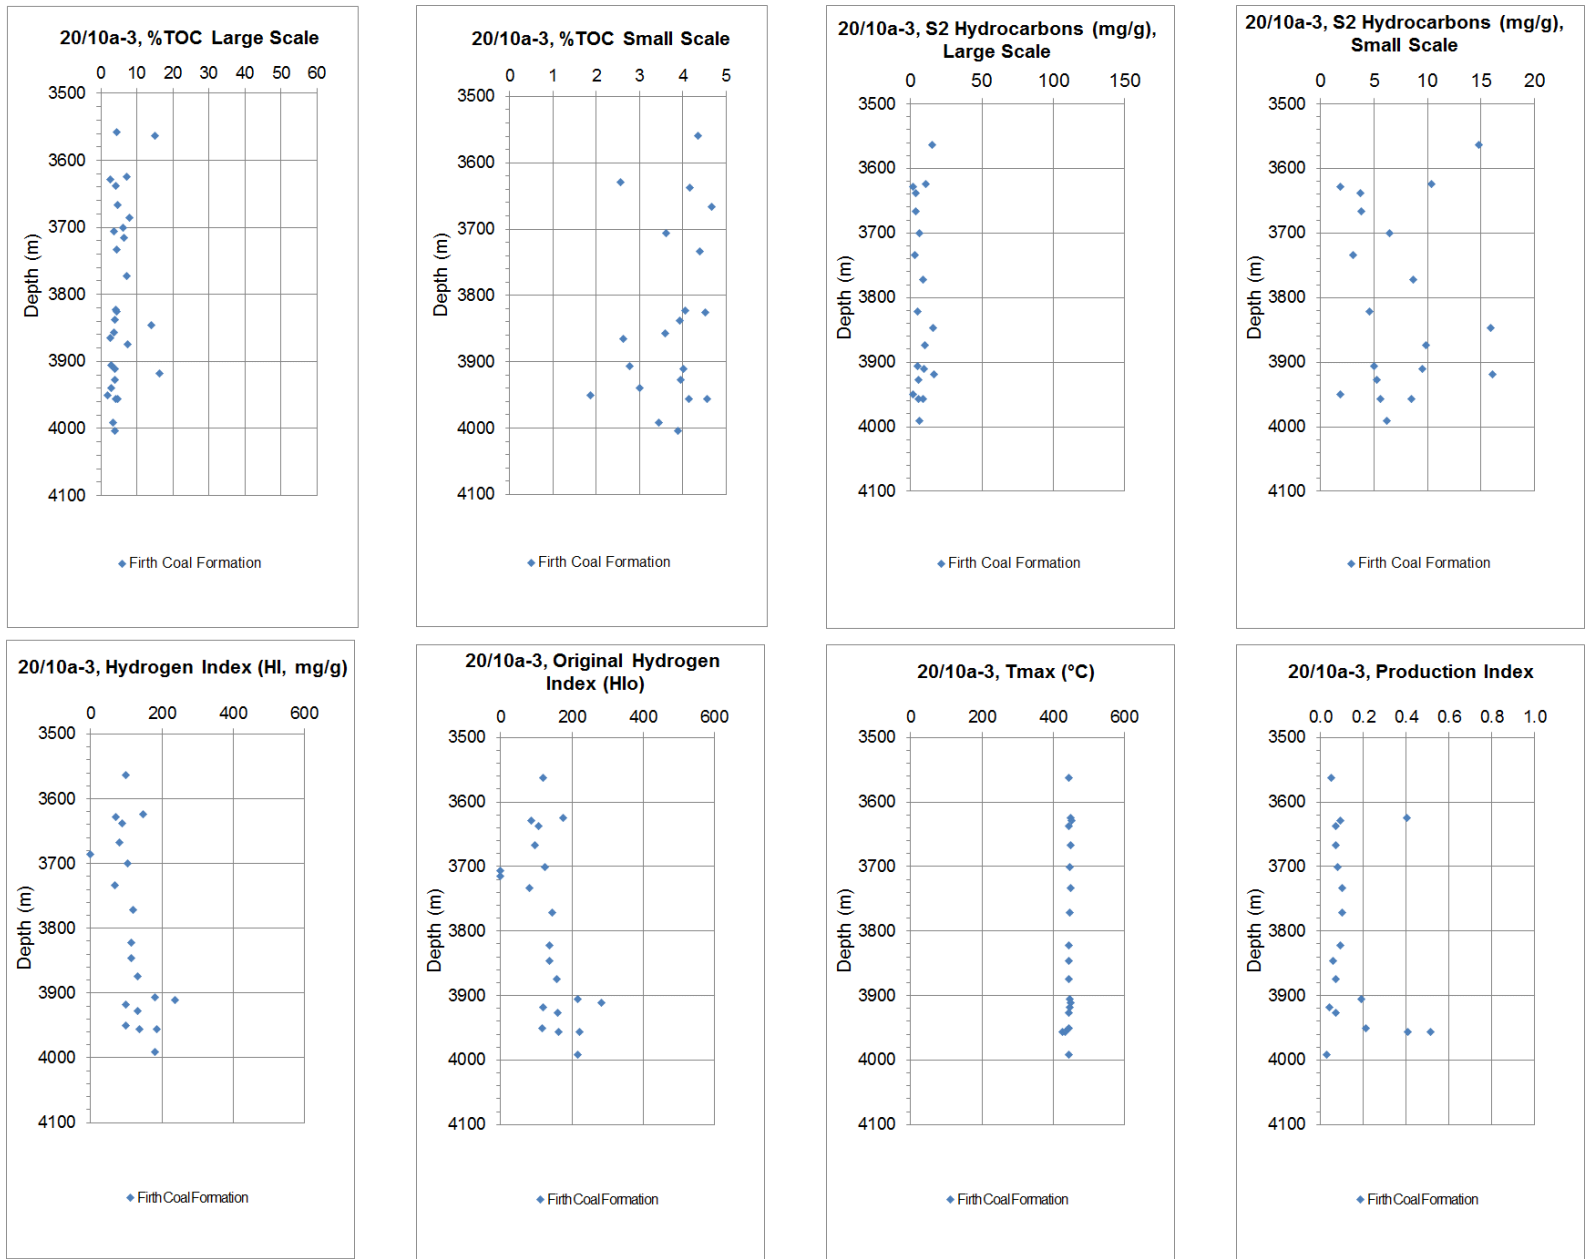 20/10a-3, %TOC Large Scale
0 10 20 30 40 50 60
3500
3600
3700
3800
3900
4000
4100
Depth (m)
Firth Coal Formation
20/10a-3, %TOC Small Scale
0 1 2 3 4 5
3500
3600
3700
3800
3900
4000
4100
Depth (m)
Firth Coal Formation
20/10a-3, S2 Hydrocarbons (mg/g),
Large Scale
0 50 100 150
3500
3600
3700
3800
3900
4000
4100
Depth (m)
Firth Coal Formation
20/10a-3, S2 Hydrocarbons (mg/g),
Small Scale
0 5 10 15 20
3500
3600
3700
3800
3900
4000
4100
Depth (m)
Firth Coal Formation
20/10a-3, Hydrogen Index (HI, mg/g)
0 200 400 600
3500
3600
3700
3800
3900
4000
4100
Depth (m)
Firth Coal Formation
20/10a-3, Original Hydrogen
Index (HIo)
0 200 400 600
3500
3600
3700
3800
3900
4000
4100
Depth (m)
Firth Coal Formation
20/10a-3, Tmax (°C)
0 200 400 600
3500
3600
3700
3800
3900
4000
4100
Depth (m)
Firth Coal Formation
20/10a-3, Production Index
0.0 0.2 0.4 0.6 0.8 1.0
3500
3600
3700
3800
3900
4000
4100
Depth (m)
Firth Coal Formation